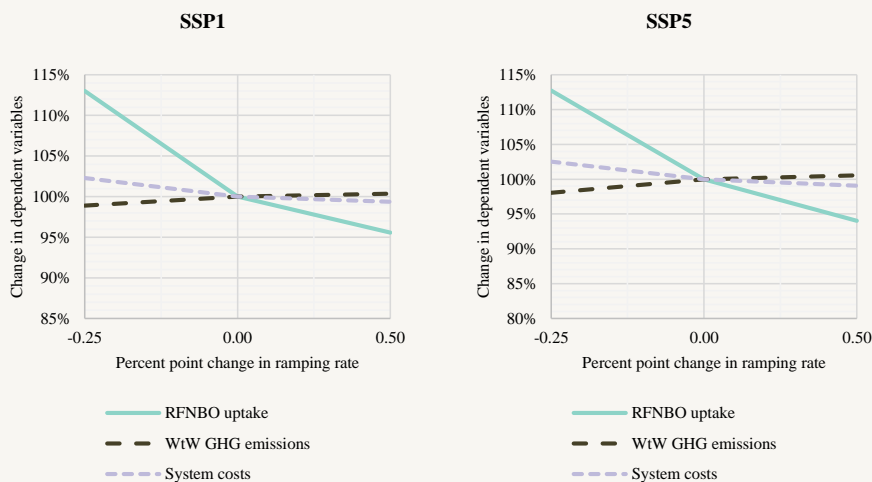 SSP1
115%
110%
105%
100%
95%
90%
85%
Change in dependent variables
-0.25
0.00
0.50
Percent point change in ramping rate
RFNBO uptake
WtW GHG emissions
System costs
SSP5
115%
110%
105%
100%
95%
90%
85%
80%
Change in dependent variables
-0.25
0.00
0.50
Percent point change in ramping rate
RFNBO uptake
WtW GHG emissions
System costs